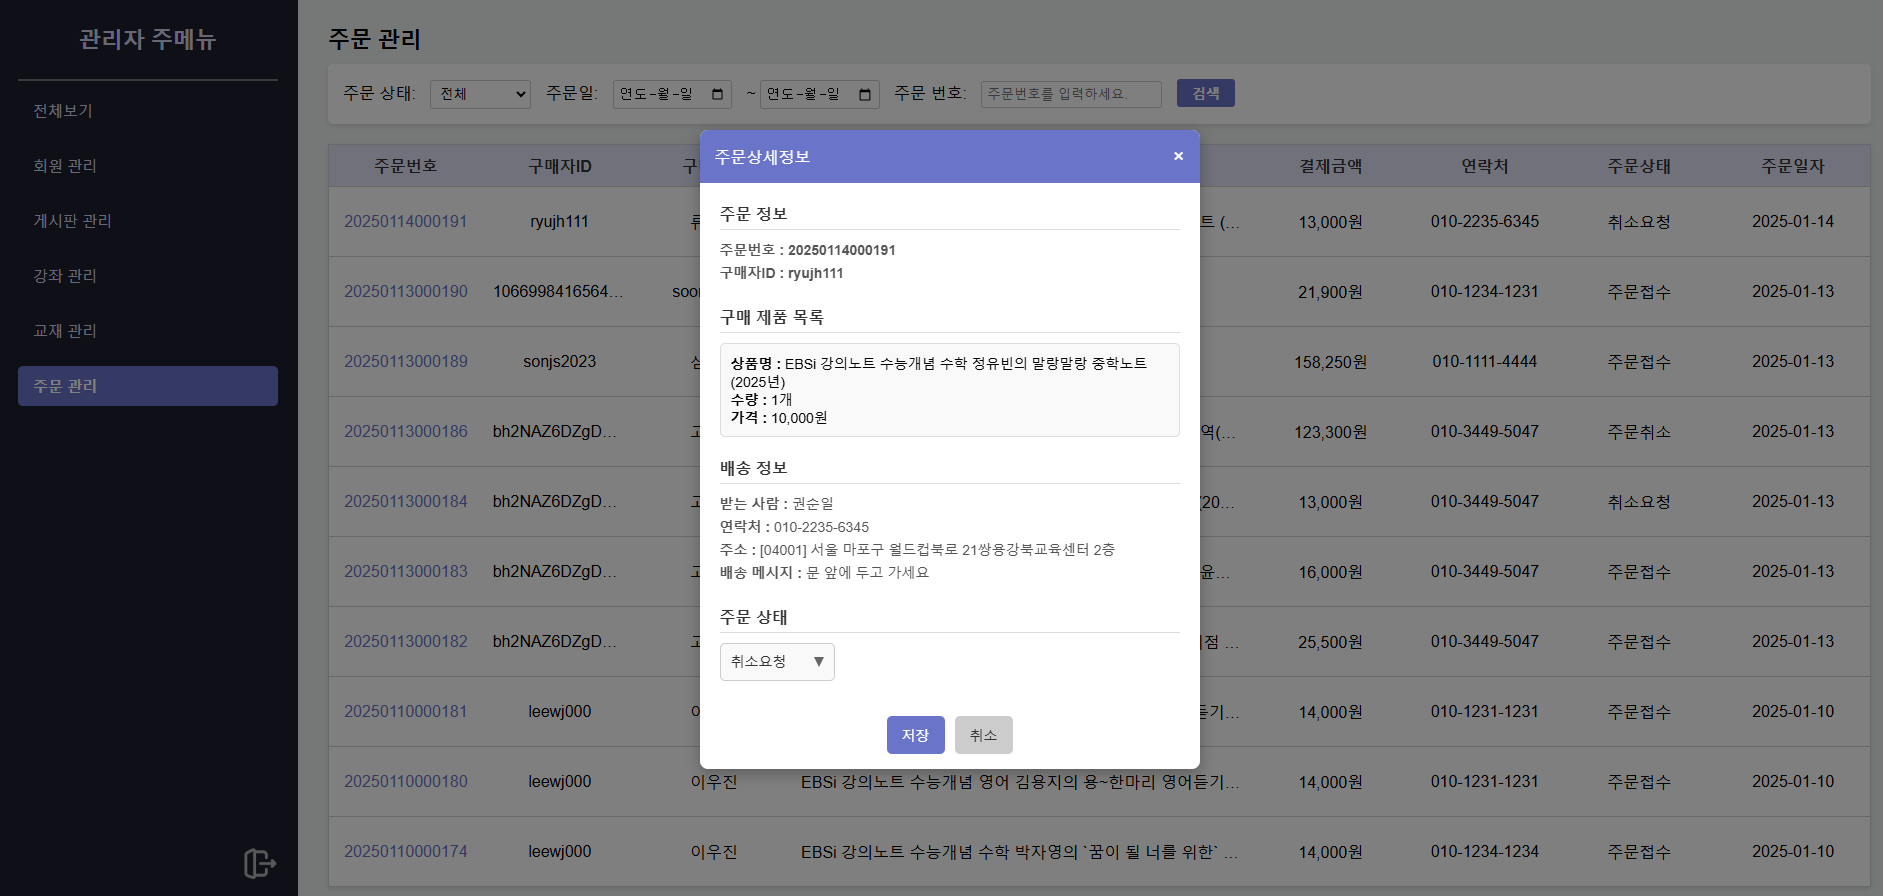 관리자 주메뉴
전체보기
회원 관리
게시판 관리
강좌 관리
교재 관리
주문 관리
주문 관리
주문 상태: 전체 주문일: 연도-월-일 ~ 연도-월-일 주문 번호: 주문번호를 입력하세요. 검색
주문번호 구매자ID 구 결제금액 연락처 주문상태 주문일자
20250114000191 ryujh111 트 (... 13,000원 010-2235-6345 취소요청 2025-01-14
20250113000190 1066998416564... soo 21,900원 010-1234-1231 주문접수 2025-01-13
20250113000189 sonjs2023 158,250원 010-1111-4444 주문접수 2025-01-13
20250113000186 bh2NAZ6DZgD... 역(... 123,300원 010-3449-5047 주문취소 2025-01-13
20250113000184 bh2NAZ6DZgD... (20... 13,000원 010-3449-5047 취소요청 2025-01-13
20250113000183 bh2NAZ6DZgD... 윤... 16,000원 010-3449-5047 주문접수 2025-01-13
20250113000182 bh2NAZ6DZgD... 점 ... 25,500원 010-3449-5047 주문접수 2025-01-13
20250110000181 leewj000 듣기... 14,000원 010-1231-1231 주문접수 2025-01-10
20250110000180 leewj000 이우진 EBSi 강의노트 수능개념 영어 김용지의 용~한마리 영어듣기... 14,000원 010-1231-1231 주문접수 2025-01-10
20250110000174 leewj000 이우진 EBSi 강의노트 수능개념 수학 박자영의 `꿈이 될 너를 위한` ... 14,000원 010-1234-1234 주문접수 2025-01-10
주문상세정보 ×
주문 정보
주문번호 : 20250114000191
구매자ID : ryujh111
구매 제품 목록
상품명 : EBSi 강의노트 수능개념 수학 정유빈의 말랑말랑 중학노트
(2025년)
수량 : 1개
가격 : 10,000원
배송 정보
받는 사람 : 권순일
연락처 : 010-2235-6345
주소 : [04001] 서울 마포구 월드컵북로 21쌍용강북교육센터 2층
배송 메시지 : 문 앞에 두고 가세요
주문 상태
취소요청 ▼
저장 취소